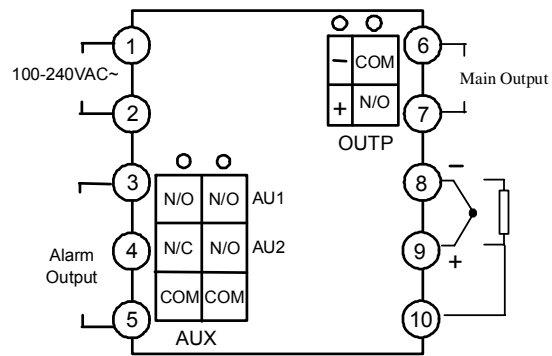 1
6
100-240VAC~
− COM
Main Output
2
+ N/O
7
OUTP
3
8
−
N/O N/O AU1
4
N/C N/O AU2
9
+
Alarm
Output
COM COM
5
10
AUX